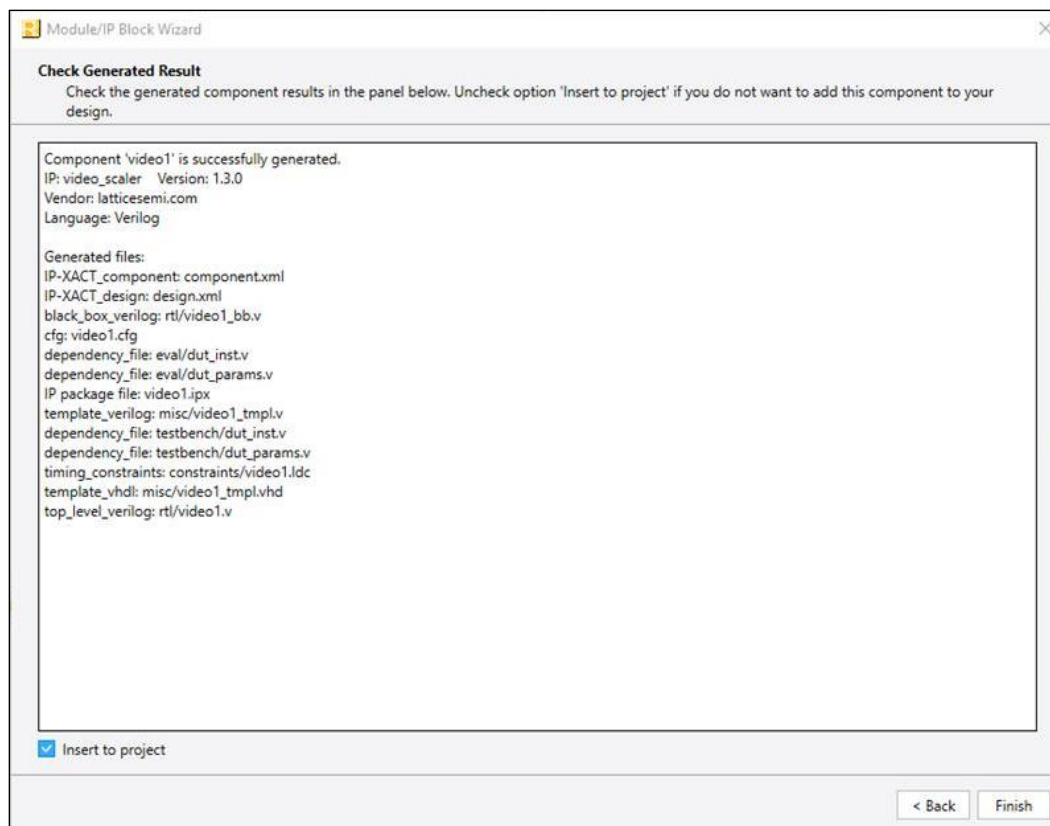 Module/IP Block Wizard
Check Generated Result
Check the generated component results in the panel below. Uncheck option 'Insert to project' if you do not want to add this component to your
design.
Component 'video1' is successfully generated.
IP: video_scaler    Version: 1.3.0
Vendor: latticesemi.com
Language: Verilog
Generated files:
IP-XACT_component: component.xml
IP-XACT_design: design.xml
black_box_verilog: rtl/video1_bb.v
cfg: video1.cfg
dependency_file: eval/dut_inst.v
dependency_file: eval/dut_params.v
IP package file: video1.ipx
template_verilog: misc/video1_tmpl.v
dependency_file: testbench/dut_inst.v
dependency_file: testbench/dut_params.v
timing_constraints: constraints/video1.ldc
template_vhdl: misc/video1_tmpl.vhd
top_level_verilog: rtl/video1.v
Insert to project
< Back    Finish